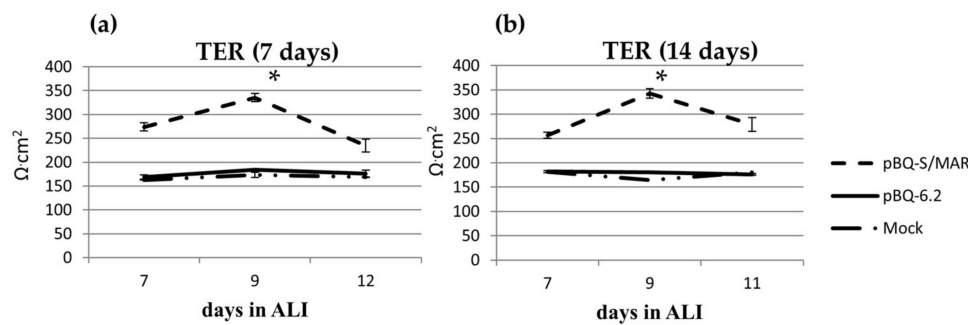 (a)
TER (7 days)
*
400
350
300
250
200
150
100
50
0
Ω·cm²
7 9 12
days in ALI
(b)
TER (14 days)
*
400
350
300
250
200
150
100
50
0
Ω·cm²
7 9 11
days in ALI
pBQ-S/MAR
pBQ-6.2
Mock